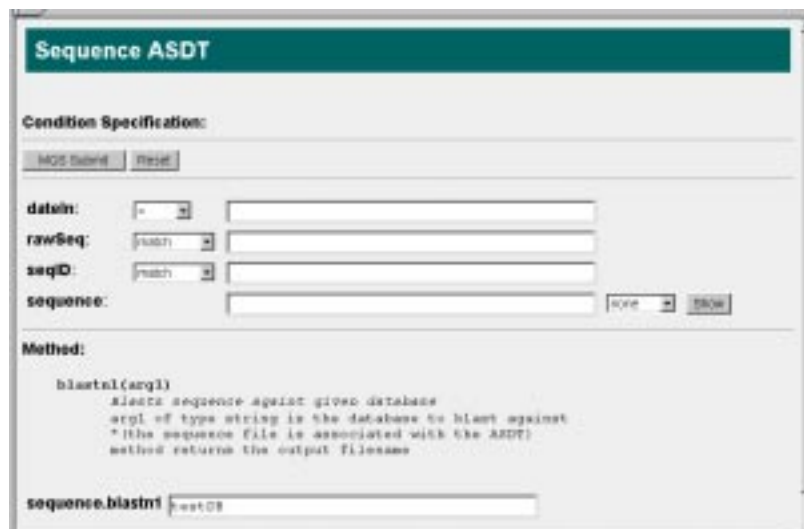 Sequence ASDT
Condition Specification:
MGS Submit Reset
dateIn: =
rawSeq: match
seqID: match
sequence: none Show
Method:
blastn1(arg1)
Blasts sequence against given database
arg1 of type string is the database to blast against
*(the sequence file is associated with the ASDT)
method returns the output filename
sequence.blastn1 testDB